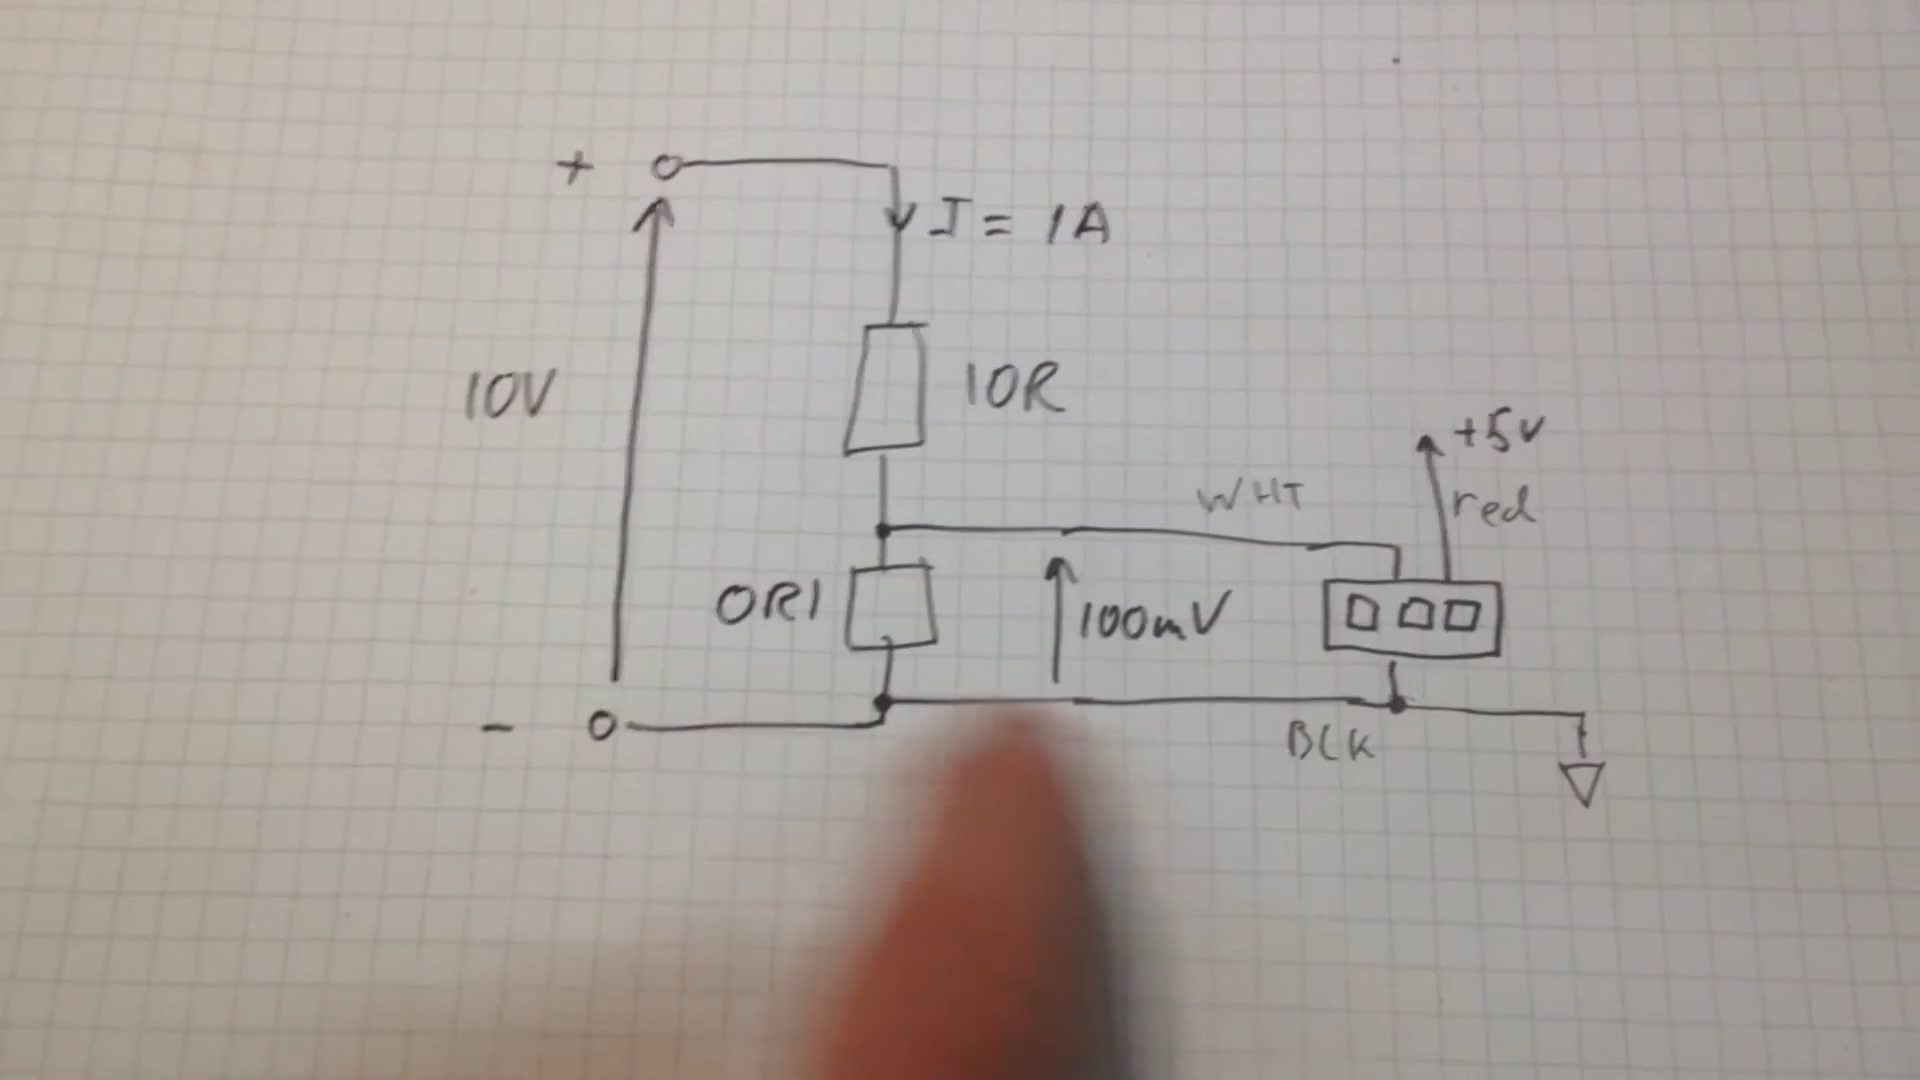 +
I = 1A
10V
10R
+5V
WHT
red
0R1
100mV
-
BLK